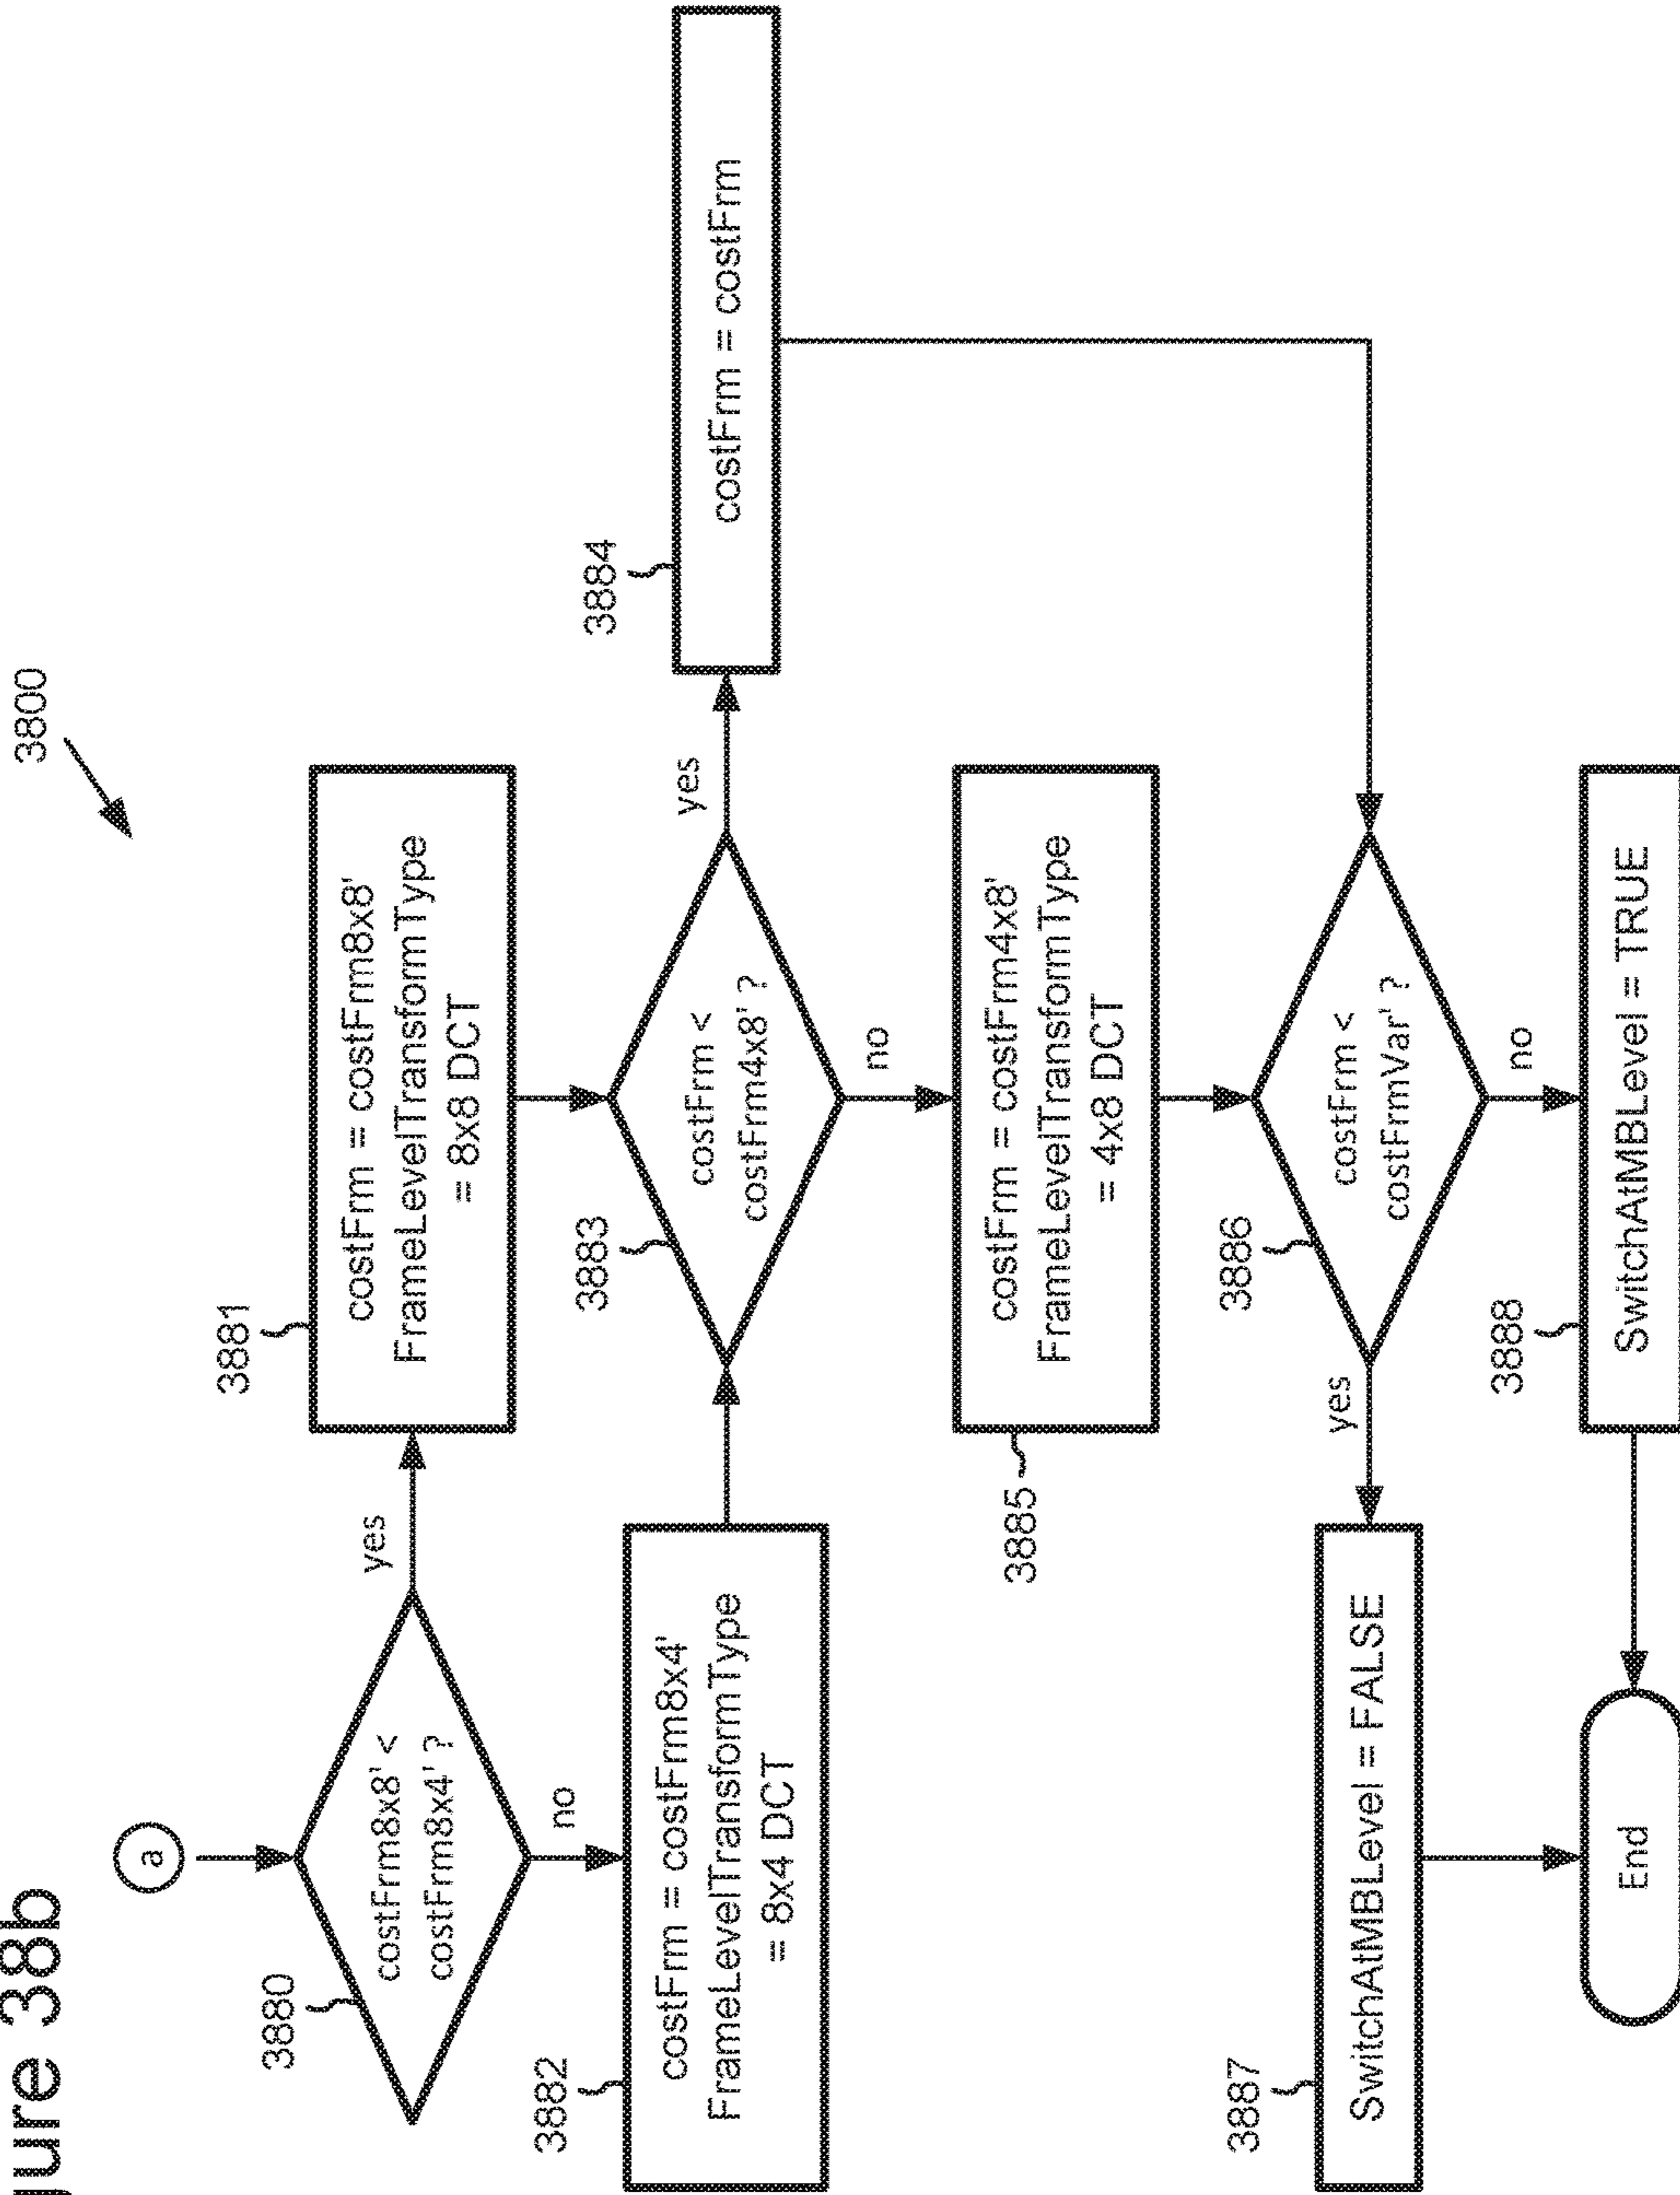 gure 38b
3800
a
3880
costFrm8x8' <
costFrm8x4' ?
yes
no
3881
costFrm = costFrm8x8'
FrameLevelTransformType
= 8x8 DCT
3882
costFrm = costFrm8x4'
FrameLevelTransformType
= 8x4 DCT
3883
costFrm <
costFrm4x8' ?
yes
no
3884
costFrm = costFrm
3885
costFrm = costFrm4x8'
FrameLevelTransformType
= 4x8 DCT
3886
costFrm <
costFrmVar' ?
yes
no
3887
SwitchAtMBLevel = FALSE
3888
SwitchAtMBLevel = TRUE
End